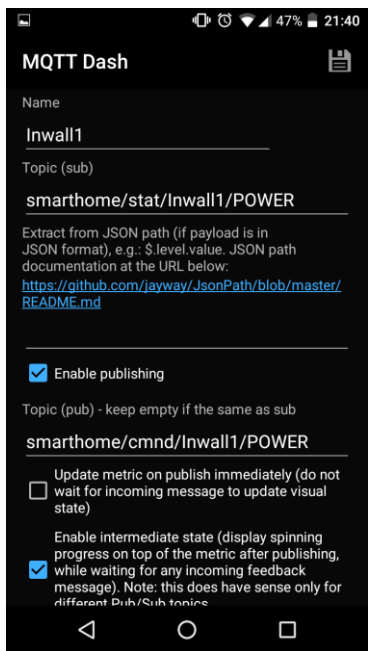 47% 21:40
MQTT Dash
Name
Inwall1
Topic (sub)
smarthome/stat/Inwall1/POWER
Extract from JSON path (if payload is in
JSON format), e.g.: $.level.value. JSON path
documentation at the URL below:
https://github.com/jayway/JsonPath/blob/master/
README.md
Enable publishing
Topic (pub) - keep empty if the same as sub
smarthome/cmnd/Inwall1/POWER
Update metric on publish immediately (do not
wait for incoming message to update visual
state)
Enable intermediate state (display spinning
progress on top of the metric after publishing,
while waiting for any incoming feedback
message). Note: this does have sense only for
different Pub/Sub topics